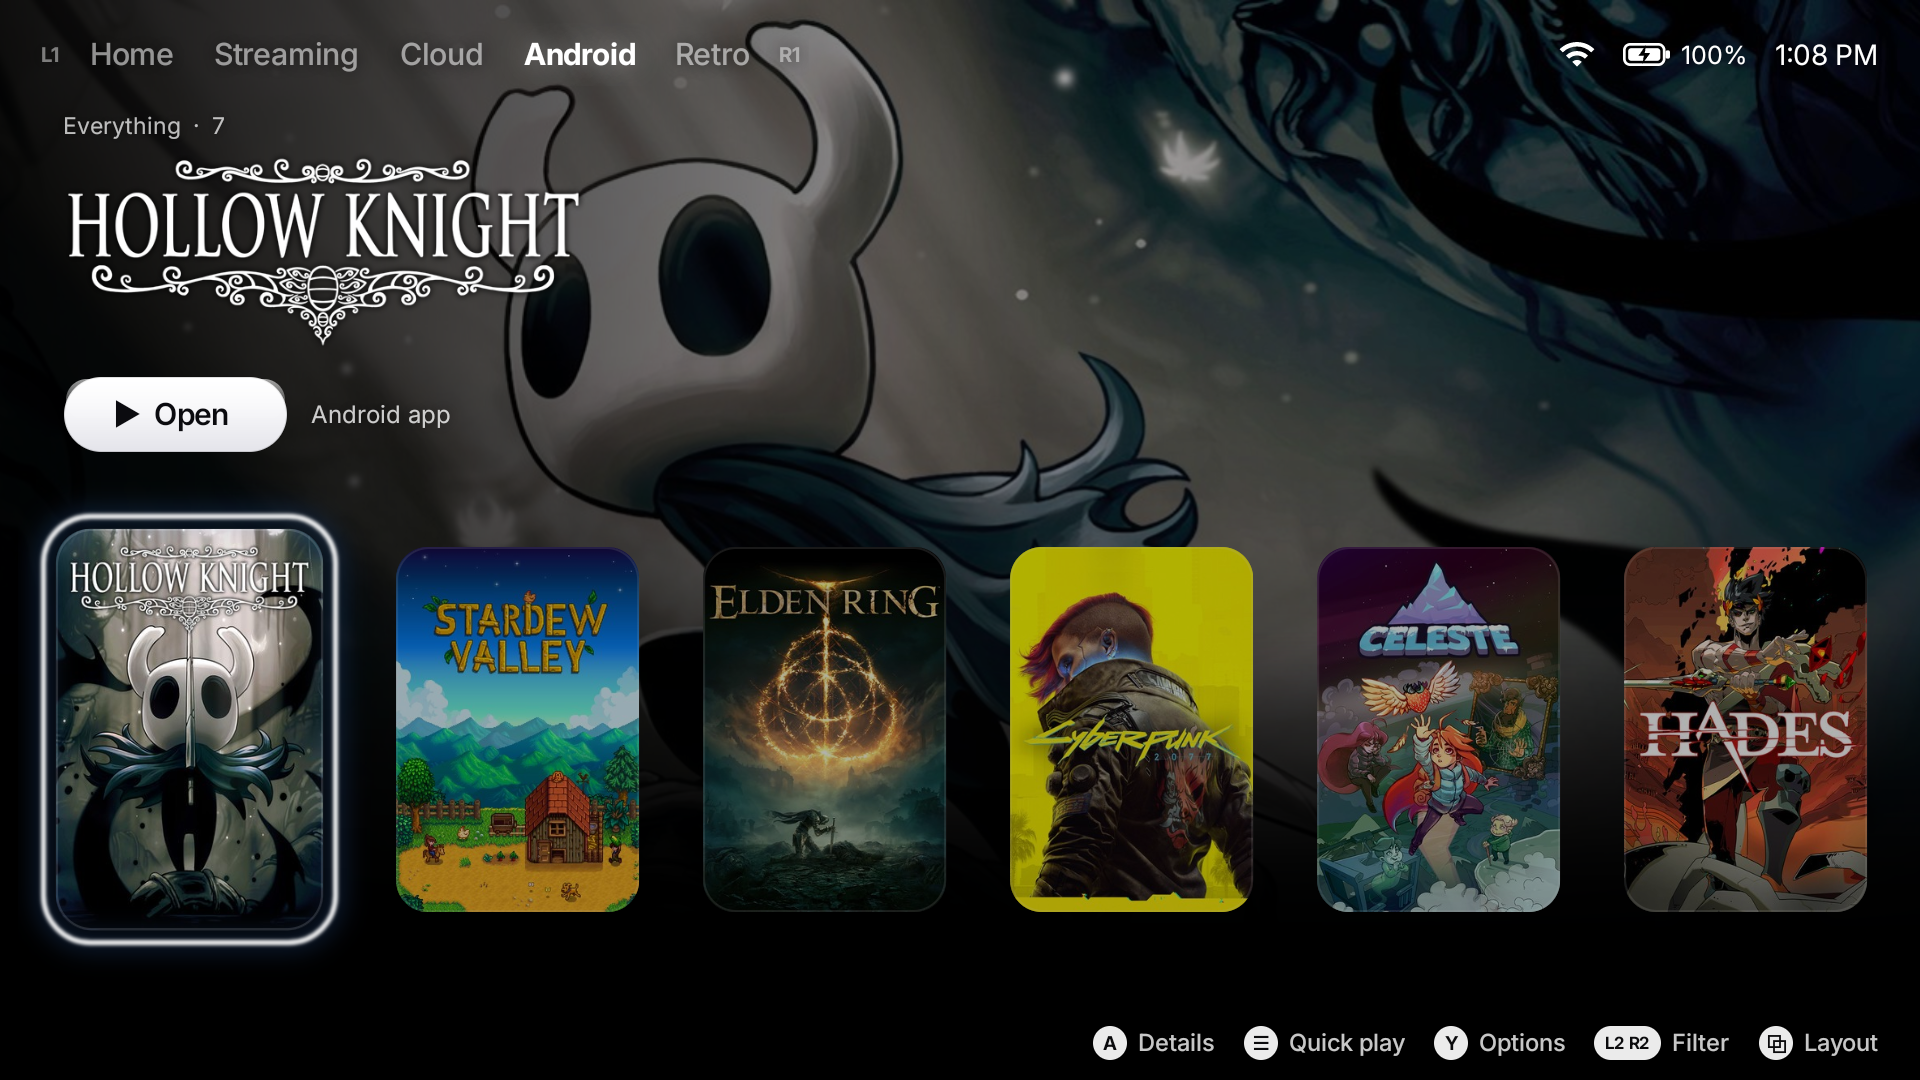 L1 Home Streaming Cloud Android Retro R1 100% 1:08 PM
Everything · 7
HOLLOW KNIGHT
Open Android app
HOLLOW KNIGHT
STARDEW
VALLEY
ELDEN RING
Cyberpunk
2077
CELESTE
HADES
A Details Quick play Y Options L2 R2 Filter Layout